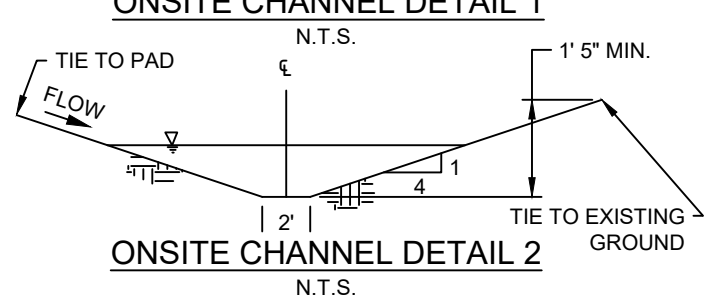 ONSITE CHANNEL DETAIL 1
N.T.S.
TIE TO PAD
℄
1' 5" MIN.
FLOW
1
4
2'
TIE TO EXISTING
GROUND
ONSITE CHANNEL DETAIL 2
N.T.S.